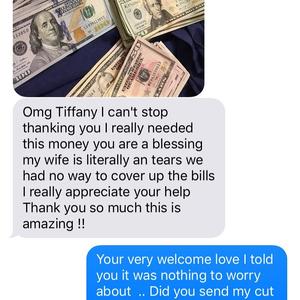 Omg Tiffany I can't stop
thanking you I really needed
this money you are a blessing
my wife is literally an tears we
had no way to cover up the bills
I really appreciate your help
Thank you so much this is
amazing !!
Your very welcome love I told
you it was nothing to worry
about .. Did you send my cut